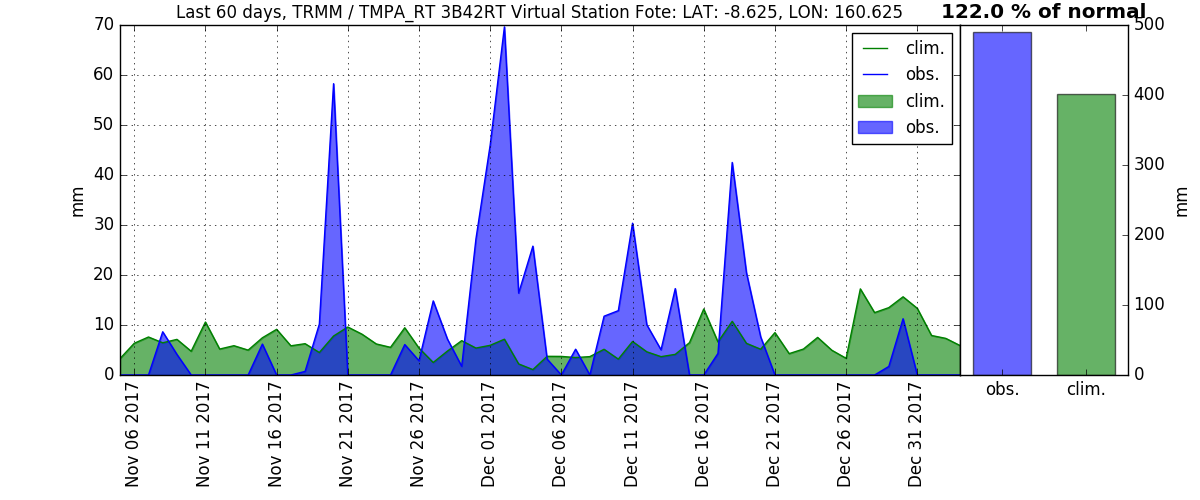 Last 60 days, TRMM / TMPA_RT 3B42RT Virtual Station Fote: LAT: -8.625, LON: 160.625
122.0 % of normal
70
60
50
40
30
20
10
0
mm
clim.
obs.
clim.
obs.
Nov 06 2017
Nov 11 2017
Nov 16 2017
Nov 21 2017
Nov 26 2017
Dec 01 2017
Dec 06 2017
Dec 11 2017
Dec 16 2017
Dec 21 2017
Dec 26 2017
Dec 31 2017
500
400
300
200
100
0
mm
obs.
clim.